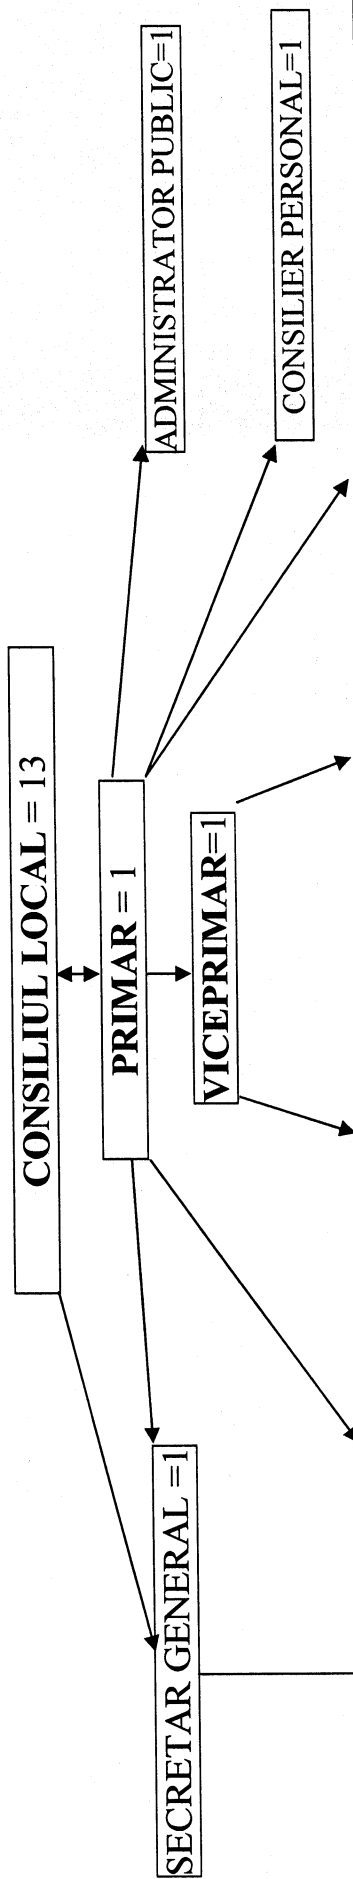 CONSILIUL LOCAL = 13
PRIMAR = 1
ADMINISTRATOR PUBLIC=1
SECRETAR GENERAL =1
VICEPRIMAR=1
CONSILIER PERSONAL=1